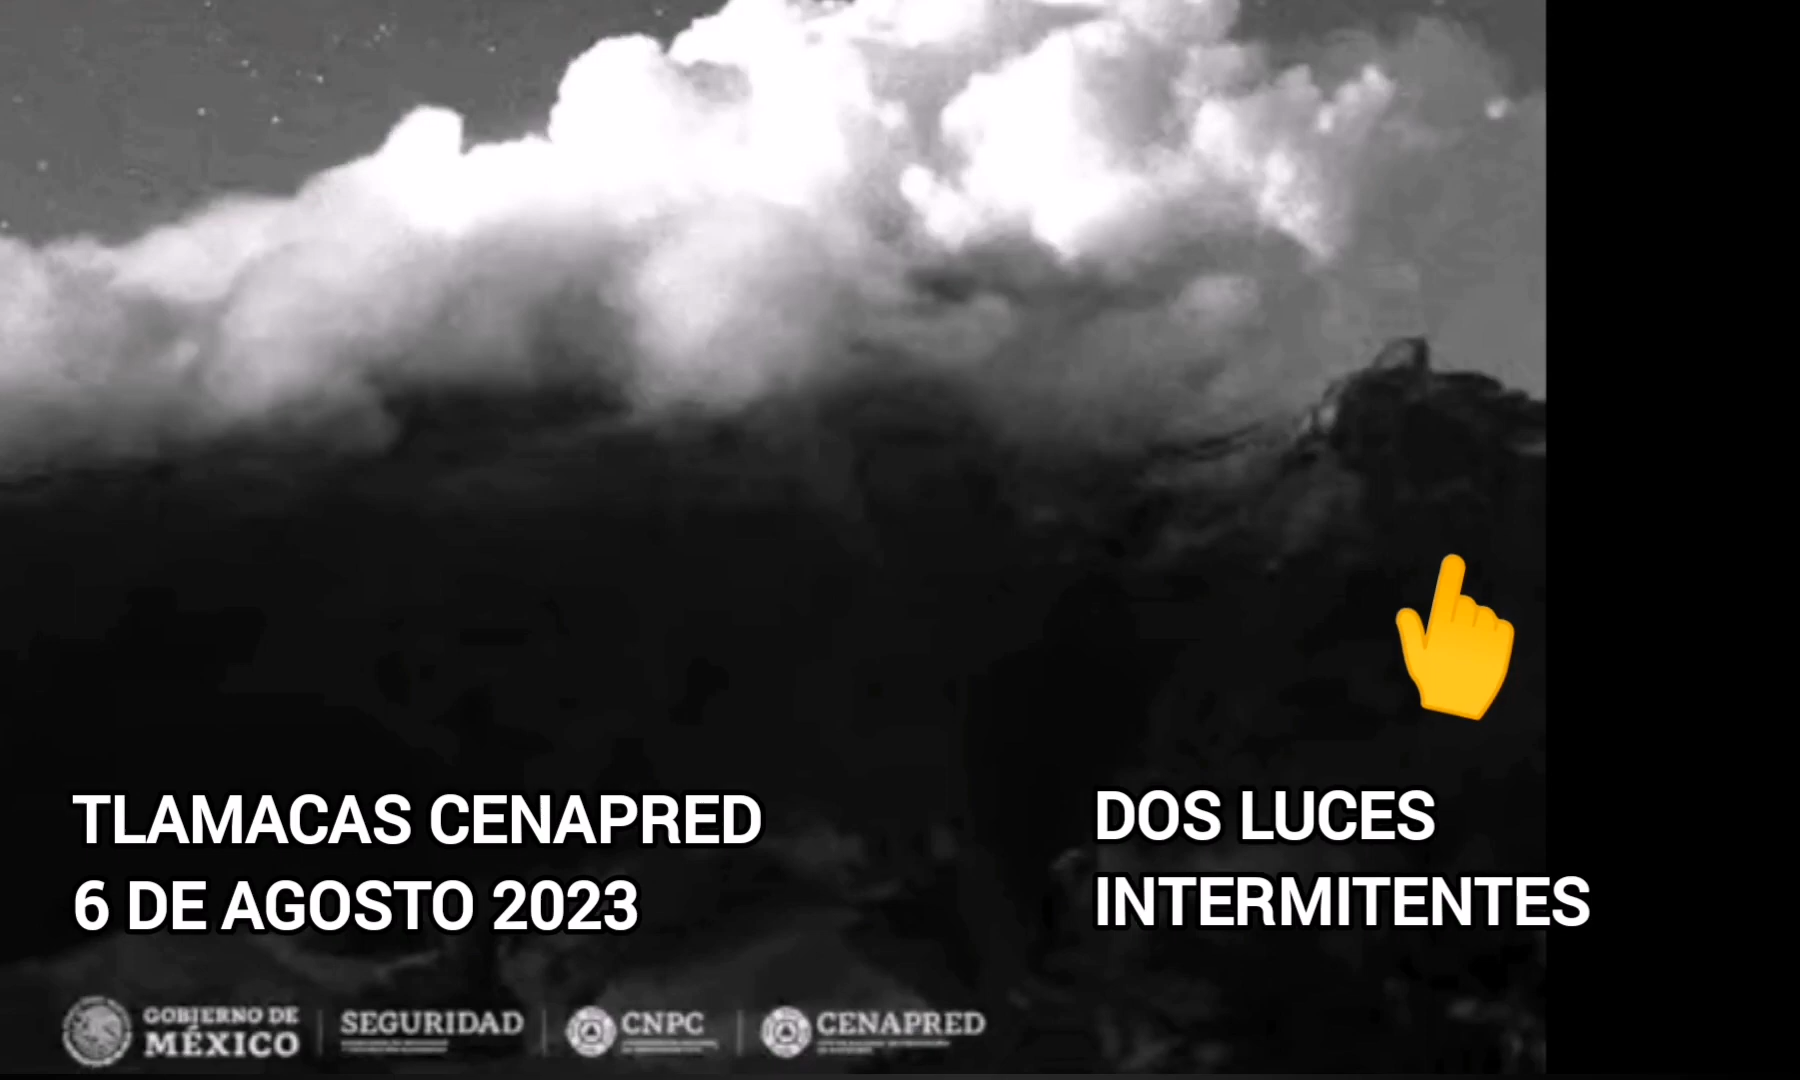 TLAMACAS CENAPRED
6 DE AGOSTO 2023
DOS LUCES
INTERMITENTES
GOBIERNO DE
MÉXICO
SEGURIDAD
CNPC
CENAPRED